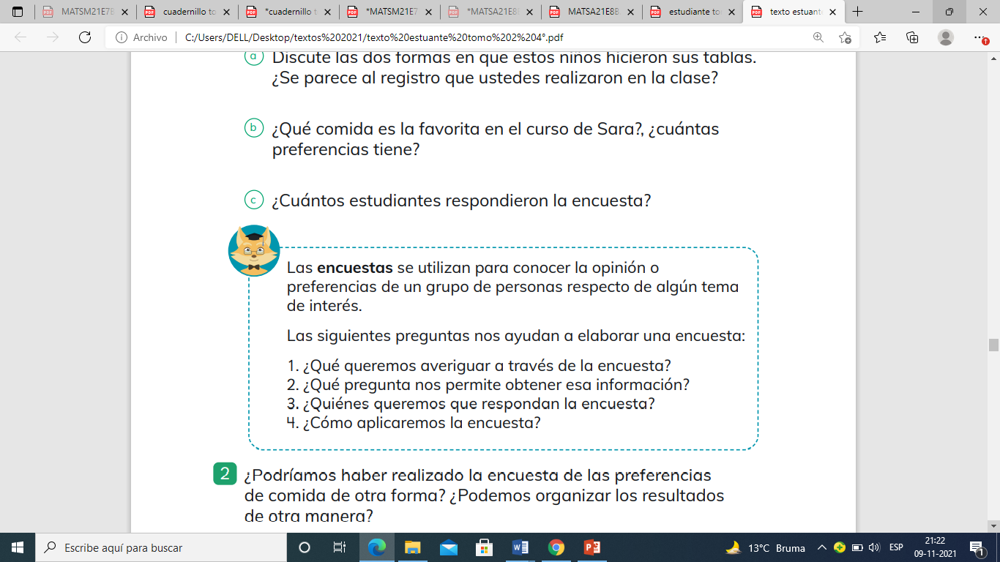 MATSM21E7B
cuadernillo to
*cuadernillo t
*MATSM21E7
*MATSA21E8
MATSA21E8B
estudiante to
texto estuant
Archivo
C:/Users/DELL/Desktop/textos%202021/texto%20estuante%20tomo%202%204°.pdf
a Discute las dos formas en que estos niños hicieron sus tablas.
¿Se parece al registro que ustedes realizaron en la clase?
b ¿Qué comida es la favorita en el curso de Sara?, ¿cuántas
preferencias tiene?
c ¿Cuántos estudiantes respondieron la encuesta?
Las encuestas se utilizan para conocer la opinión o
preferencias de un grupo de personas respecto de algún tema
de interés.
Las siguientes preguntas nos ayudan a elaborar una encuesta:
1. ¿Qué queremos averiguar a través de la encuesta?
2. ¿Qué pregunta nos permite obtener esa información?
3. ¿Quiénes queremos que respondan la encuesta?
4. ¿Cómo aplicaremos la encuesta?
2 ¿Podríamos haber realizado la encuesta de las preferencias
de comida de otra forma? ¿Podemos organizar los resultados
de otra manera?
Escribe aquí para buscar
13°C Bruma
ESP
21:22
09-11-2021
1